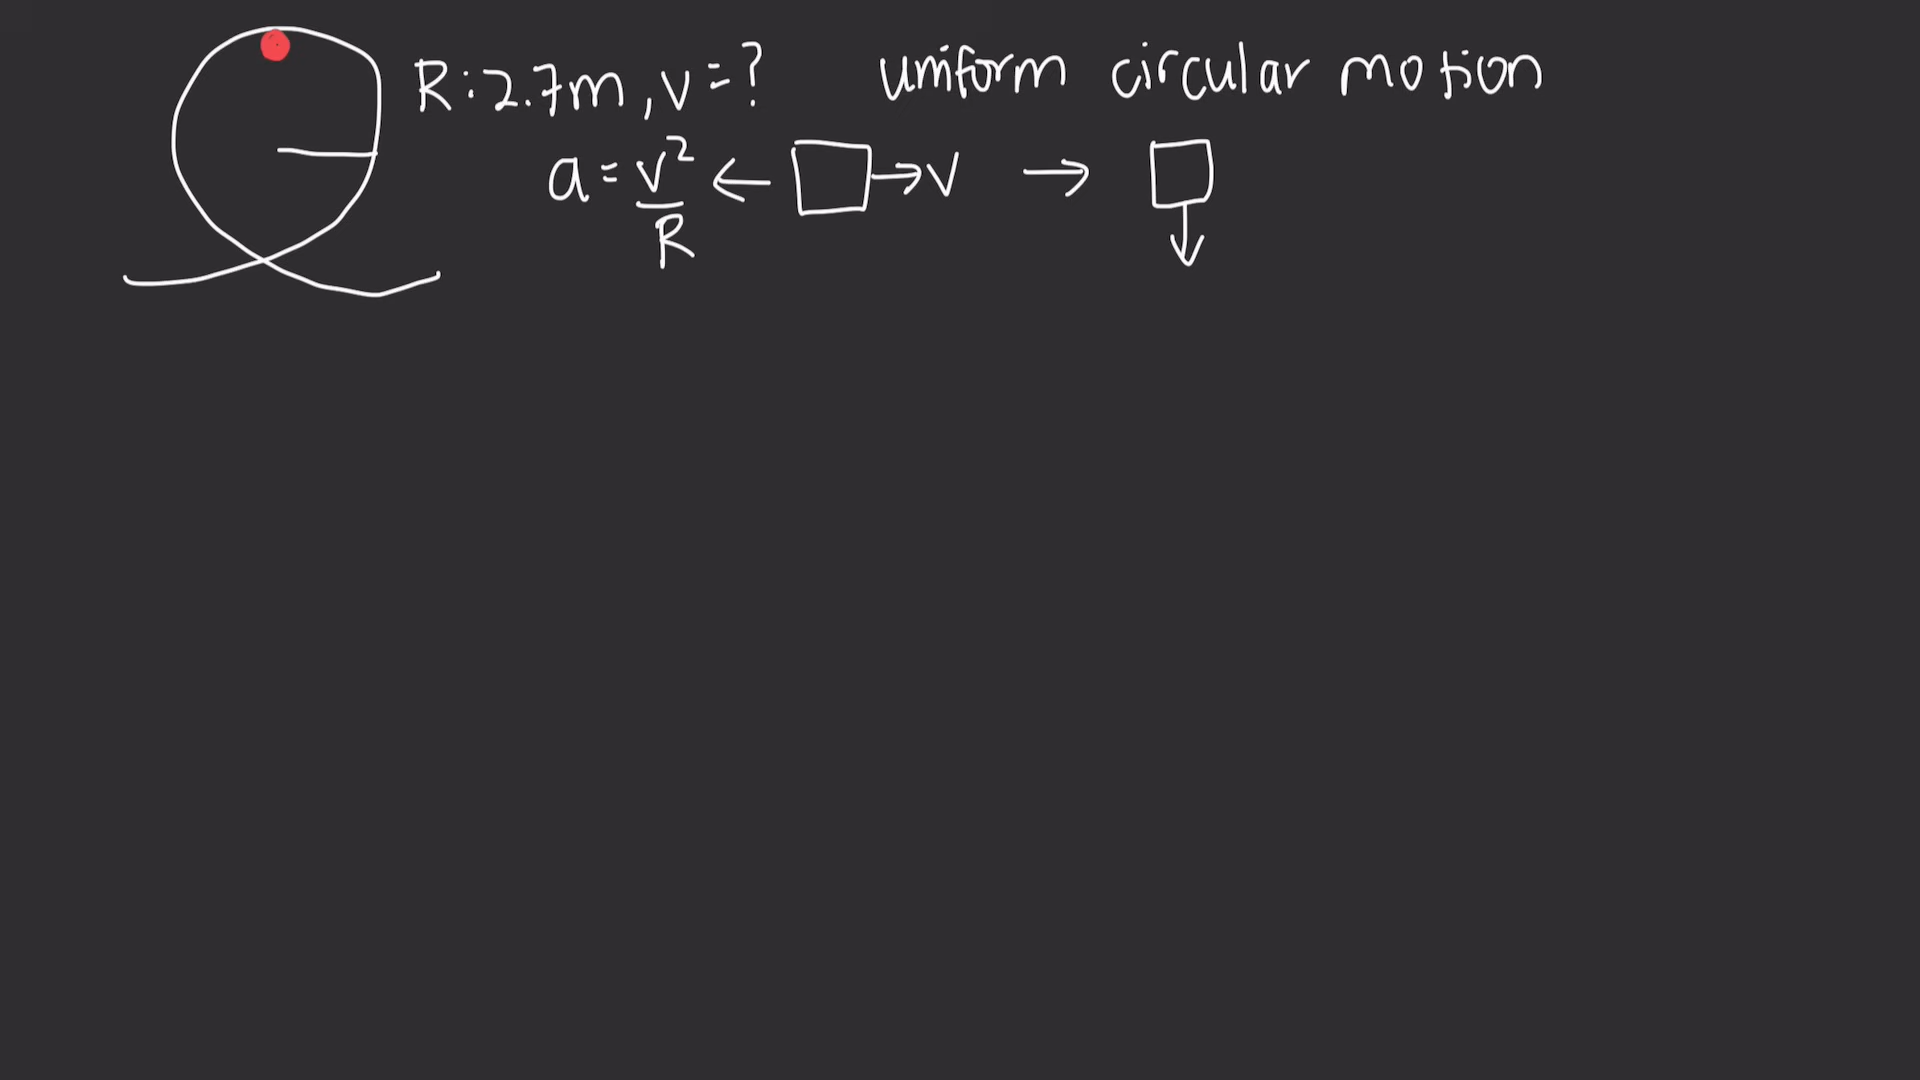 R:2.7m, v=? uniform circular motion
a = v²/R ← □ → v → □ ↓